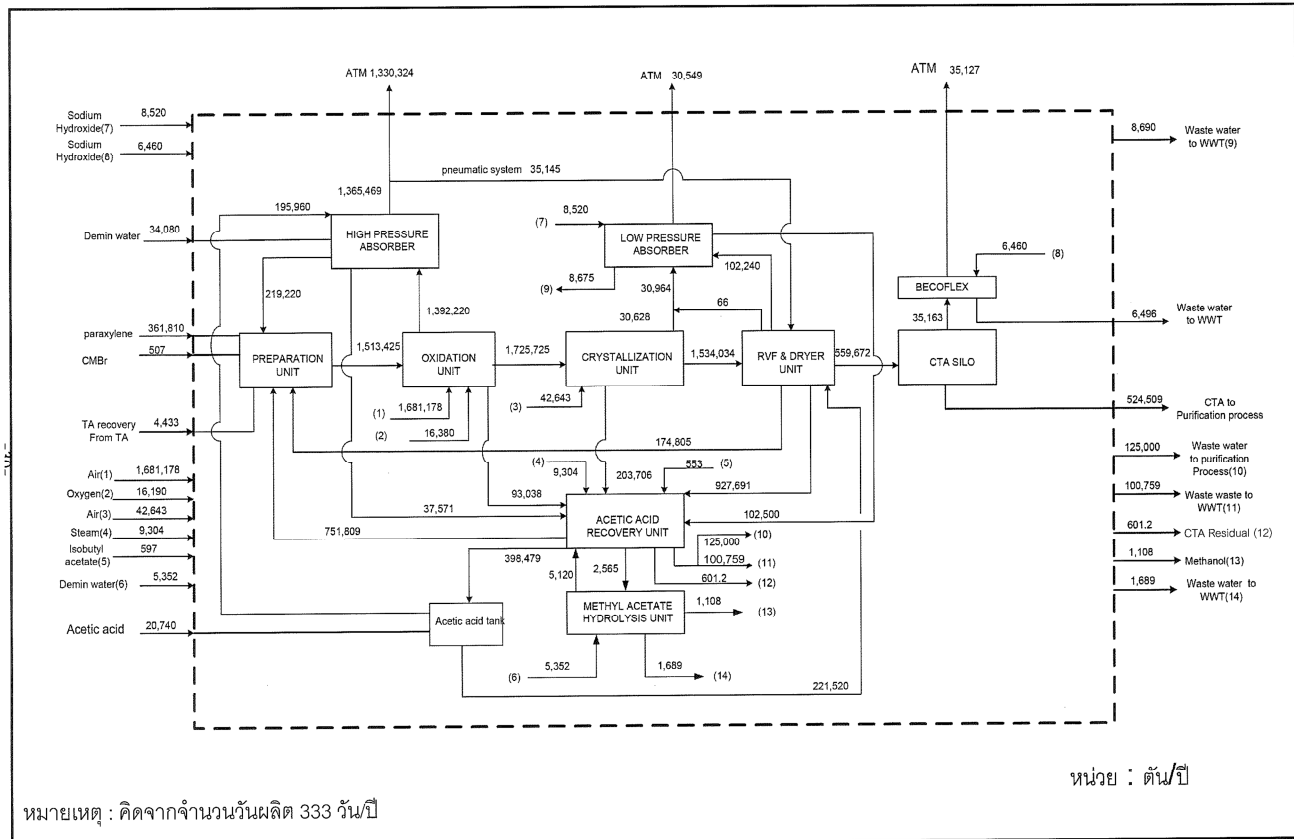 ATM 1,330,324
ATM 30,549
ATM 35,127
Sodium
Hydroxide(7)
8,520
Sodium
Hydroxide(8)
6,460
8,690
Waste water
to WWT(9)
pneumatic system 35,145
1,365,469
195,960
8,520
(7)
HIGH PRESSURE
ABSORBER
LOW PRESSURE
ABSORBER
Demin water
34,080
6,460
(8)
102,240
8,675
(9)
30,964
BECOFLEX
219,220
1,392,220
66
35,163
6,496
Waste water
to WWT
30,628
paraxylene
361,810
CMBr
507
PREPARATION
UNIT
1,513,425
OXIDATION
UNIT
1,725,725
CRYSTALLIZATION
UNIT
1,534,034
RVF & DRYER
UNIT
559,672
CTA SILO
(1)
1,681,178
(2)
16,380
(3)
42,643
524,509
CTA to
Purification process
TA recovery
From TA
4,433
174,805
125,000
Waste water
to purification
Process(10)
(4)
9,304
203,706
553
(5)
Air(1)
1,681,178
Oxygen(2)
16,190
Air(3)
42,643
Steam(4)
9,304
Isobutyl
acetate(5)
597
Demin water(6)
5,352
93,038
927,691
100,759
Waste waste to
WWT(11)
37,571
751,809
ACETIC ACID
RECOVERY UNIT
102,500
601.2
CTA Residual (12)
(10)
125,000
100,759
(11)
601.2
(12)
398,479
5,120
2,565
1,108
Methanol(13)
1,689
Waste water to
WWT(14)
METHYL ACETATE
HYDROLYSIS UNIT
1,108
(13)
Acetic acid tank
Acetic acid
20,740
(6)
5,352
1,689
(14)
221,520
หน่วย : ตัน/ปี
หมายเหตุ : คิดจากจำนวนวันผลิต 333 วัน/ปี